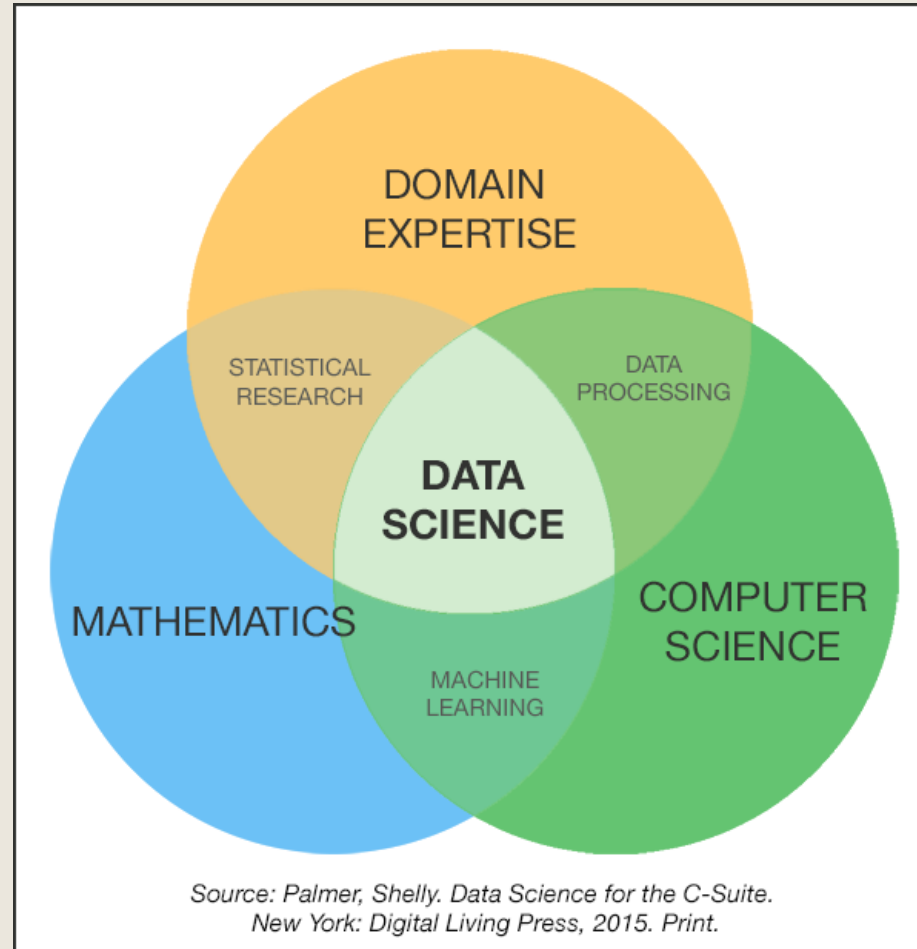 DOMAIN
EXPERTISE
STATISTICAL
RESEARCH
DATA
PROCESSING
DATA
SCIENCE
MATHEMATICS
COMPUTER
SCIENCE
MACHINE
LEARNING
Source: Palmer, Shelly. Data Science for the C-Suite.
New York: Digital Living Press, 2015. Print.